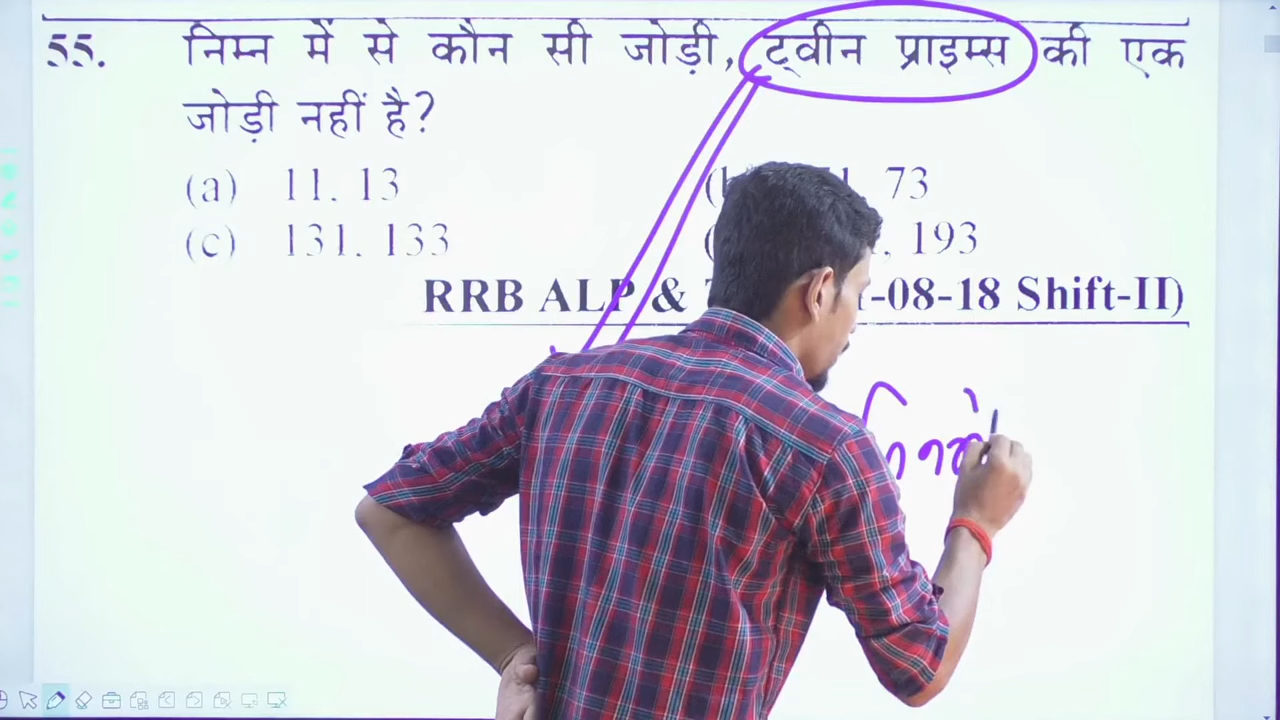 55. निम्न में से कौन सी जोड़ी, ट्वीन प्राइम्स की एक
जोड़ी नहीं है?
(a) 11, 13 73
(c) 131, 133 193
RRB ALP & -08-18 Shift-II)